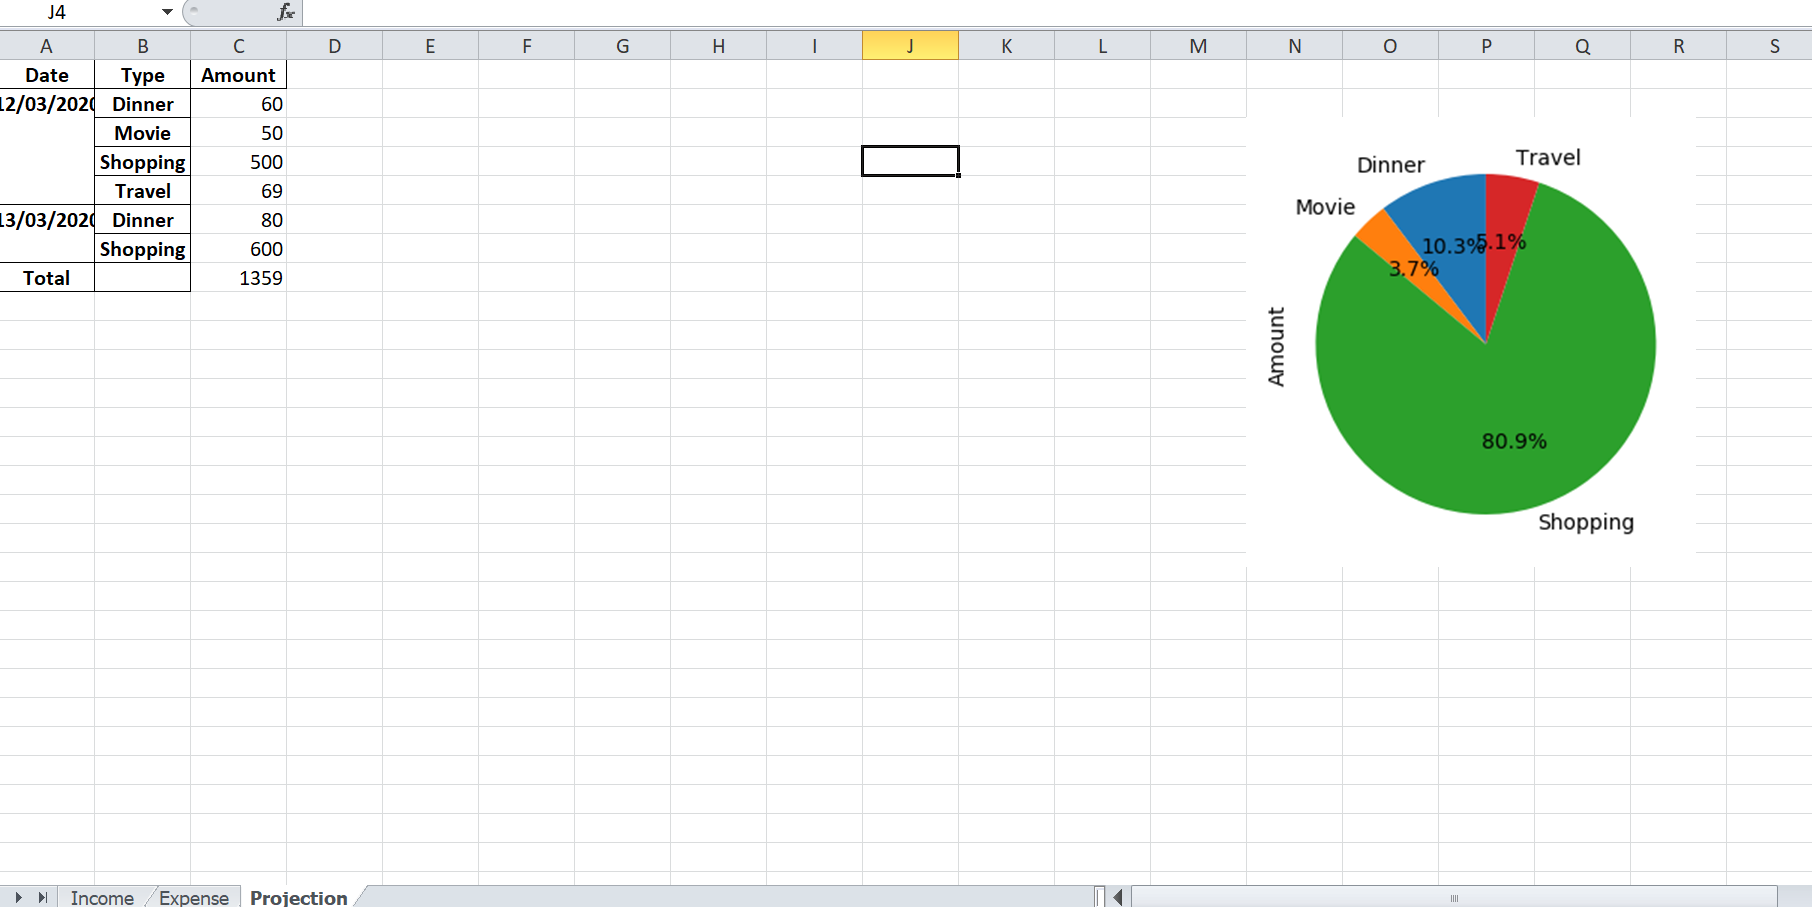 J4 fx
A B C D E F G H I J K L M N O P Q R S
Date Type Amount
12/03/2020 Dinner 60
Movie 50
Shopping 500
Travel 69
13/03/2020 Dinner 80
Shopping 600
Total 1359
Travel
Dinner
Movie
10.3%
5.1%
3.7%
Amount
80.9%
Shopping
Income Expense Projection